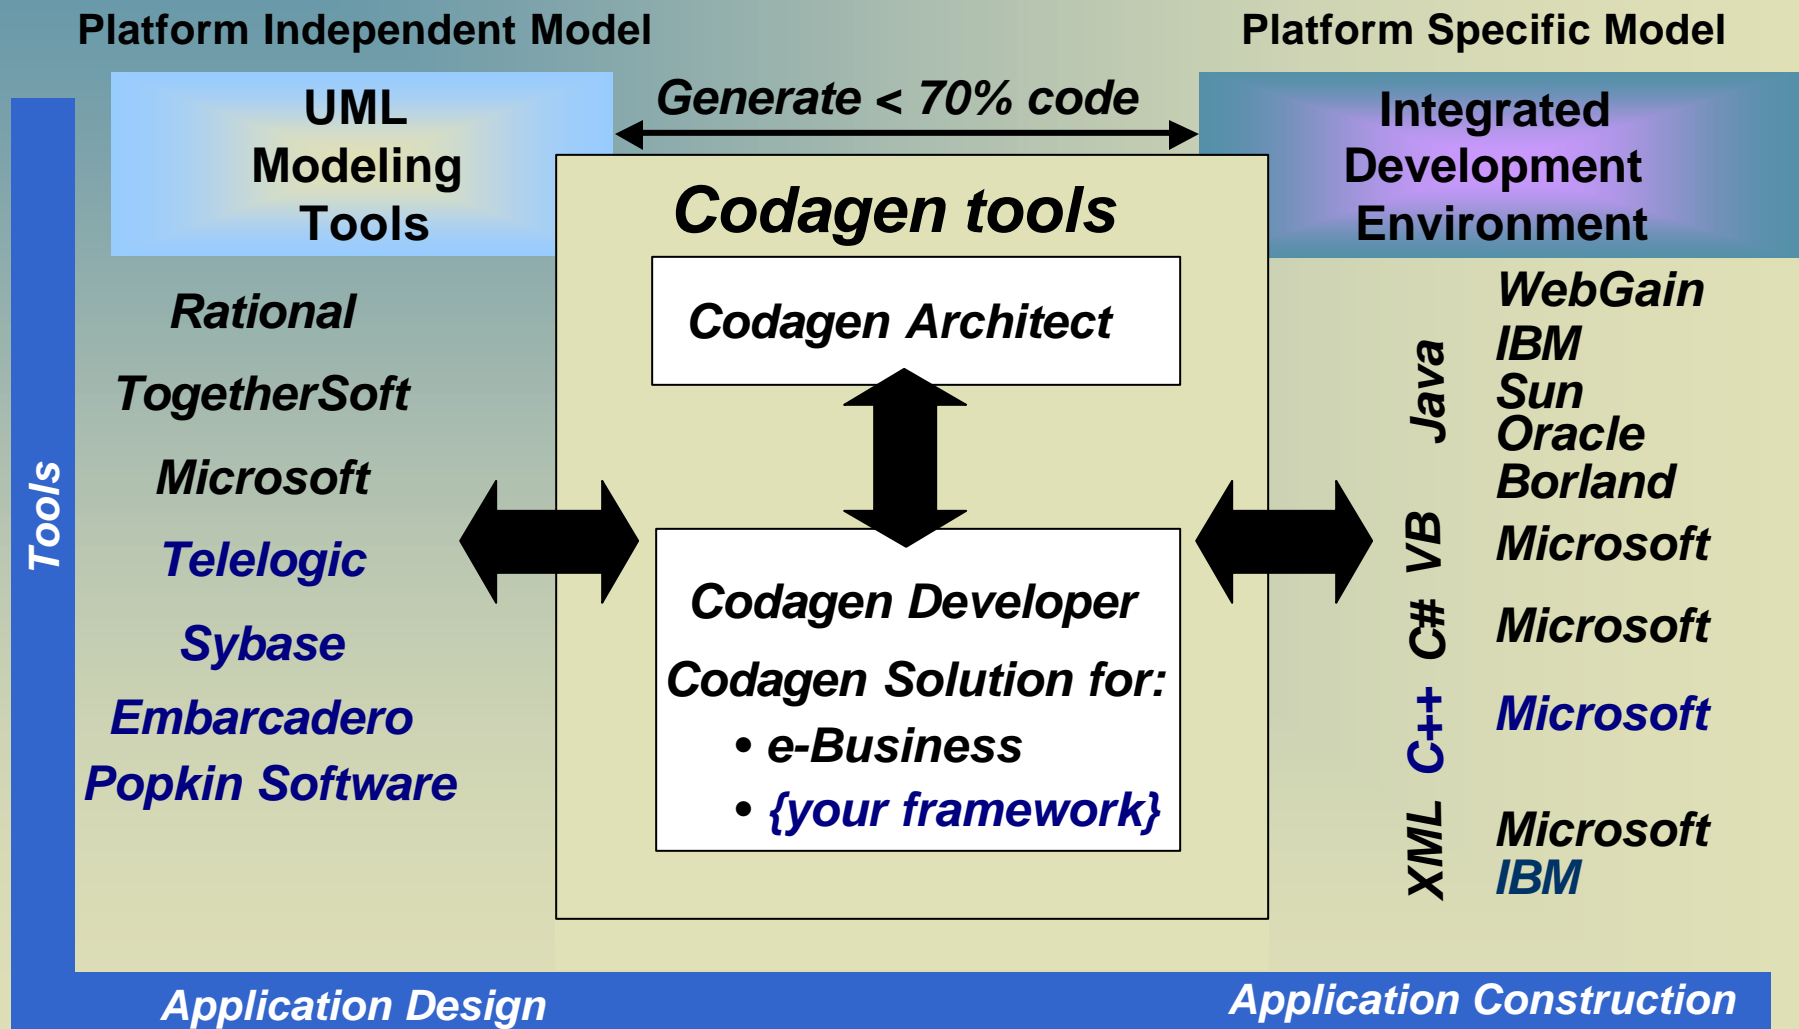 Platform Independent Model
Platform Specific Model
UML
Modeling
Tools
Generate < 70% code
Integrated
Development
Environment
Codagen tools
Codagen Architect
Codagen Developer
Codagen Solution for:
• e-Business
• {your framework}
Tools
Rational
TogetherSoft
Microsoft
Telelogic
Sybase
Embarcadero
Popkin Software
Java
WebGain
IBM
Sun
Oracle
Borland
VB
Microsoft
C#
Microsoft
C++
Microsoft
XML
Microsoft
IBM
Application Design
Application Construction